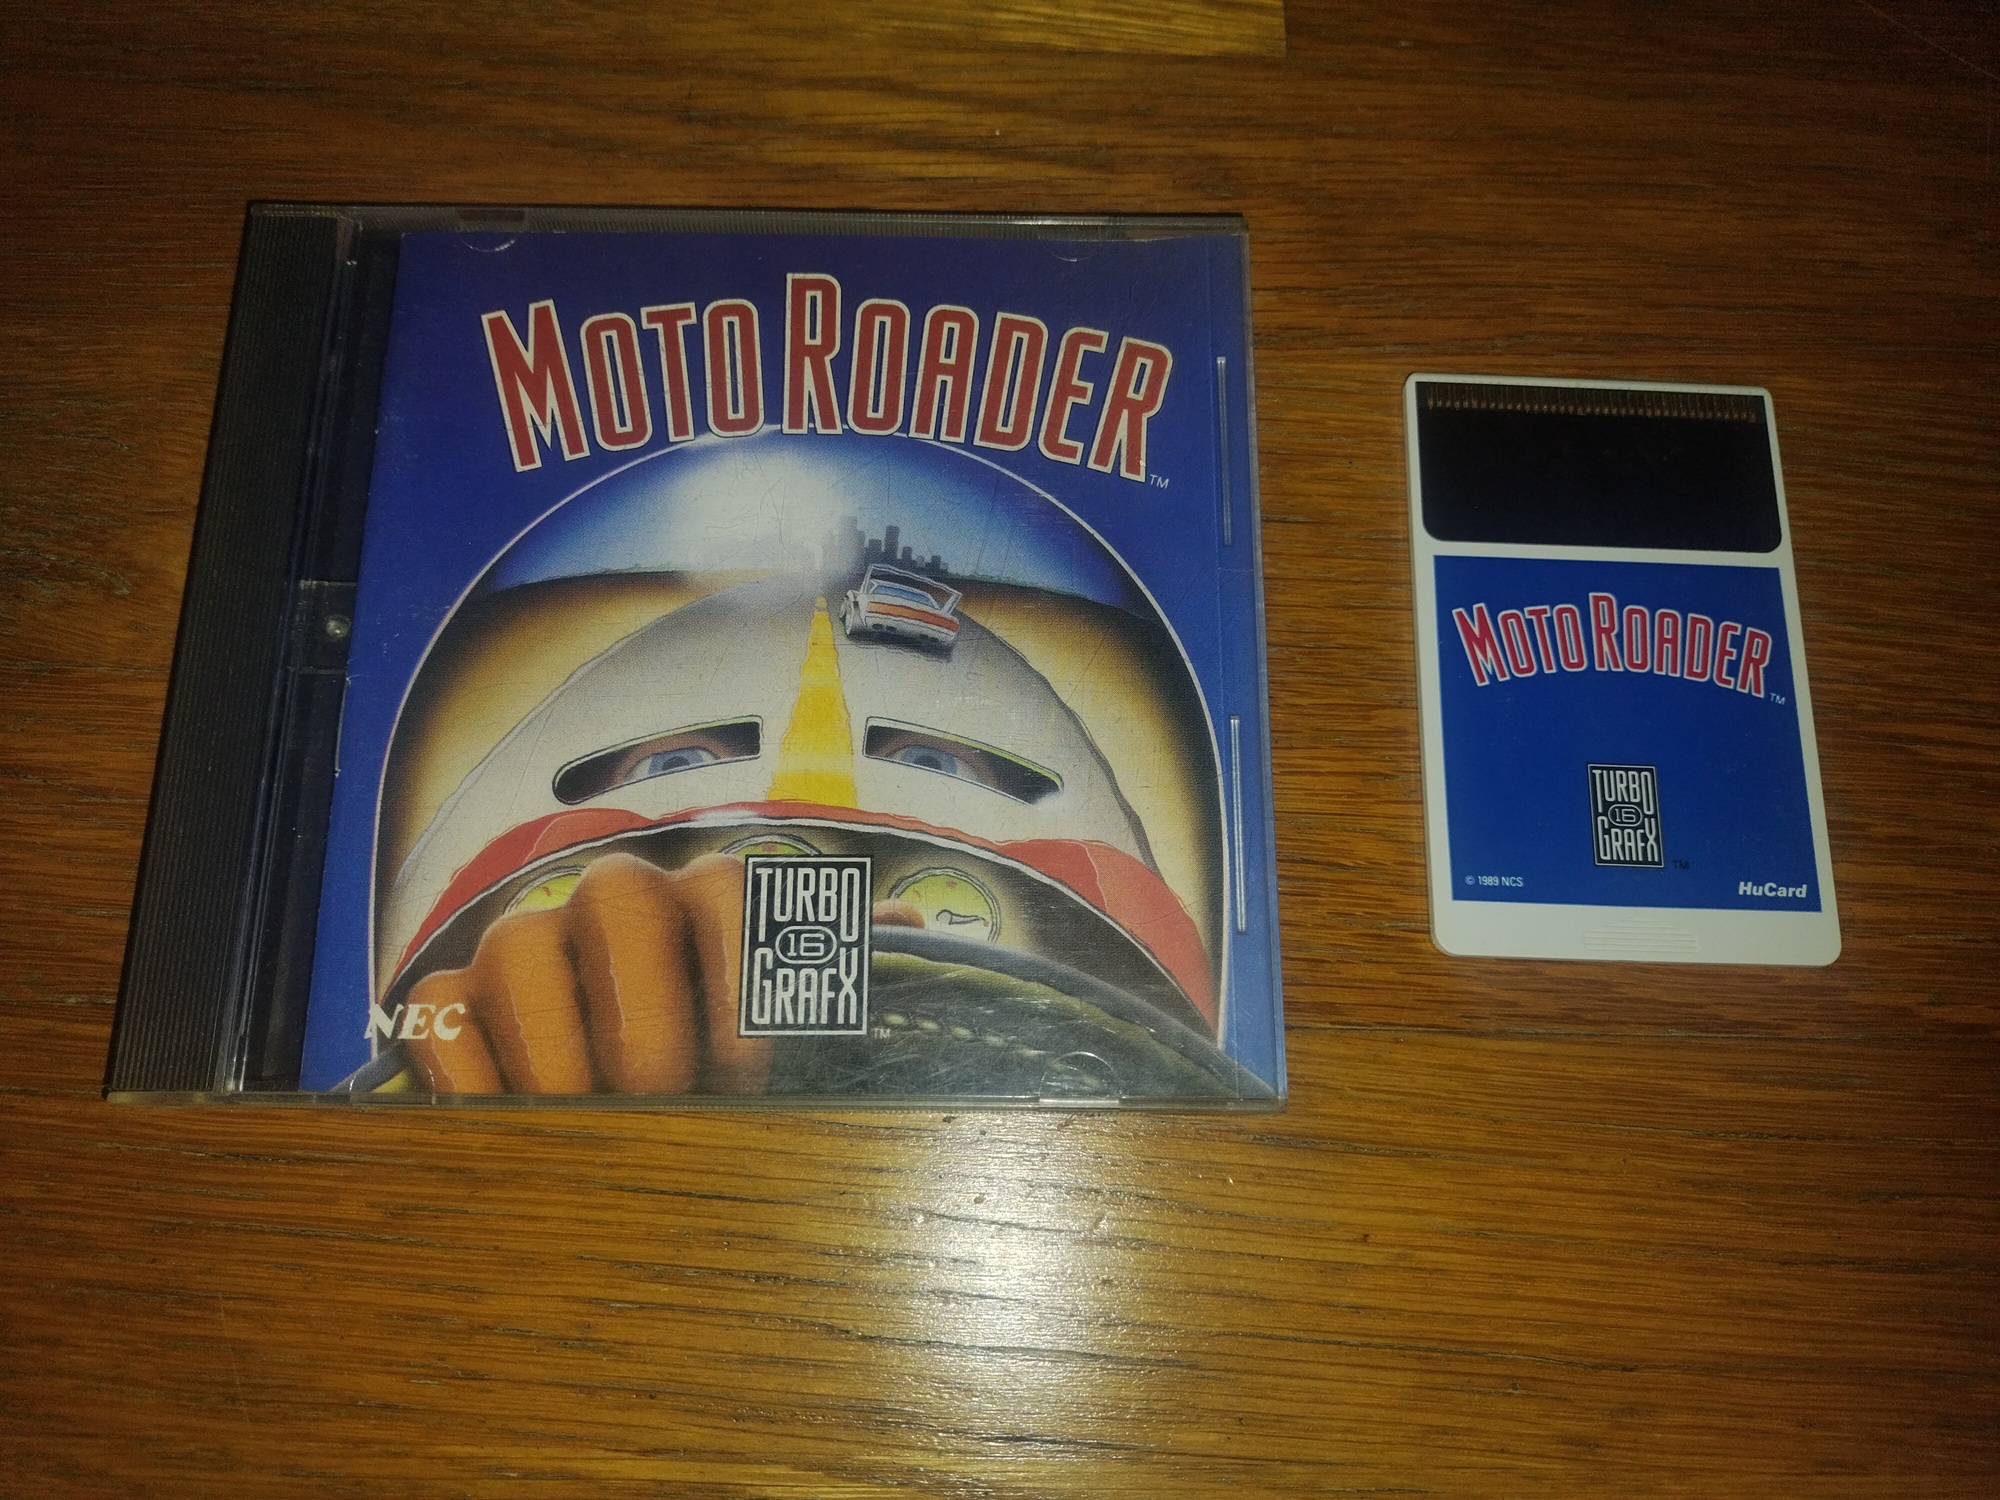 MOTO ROADER
TM
TURBO
16
GRAFX
TM
NEC
MOTO ROADER
TM
TURBO
16
GRAFX
TM
© 1989 NCS
HuCard